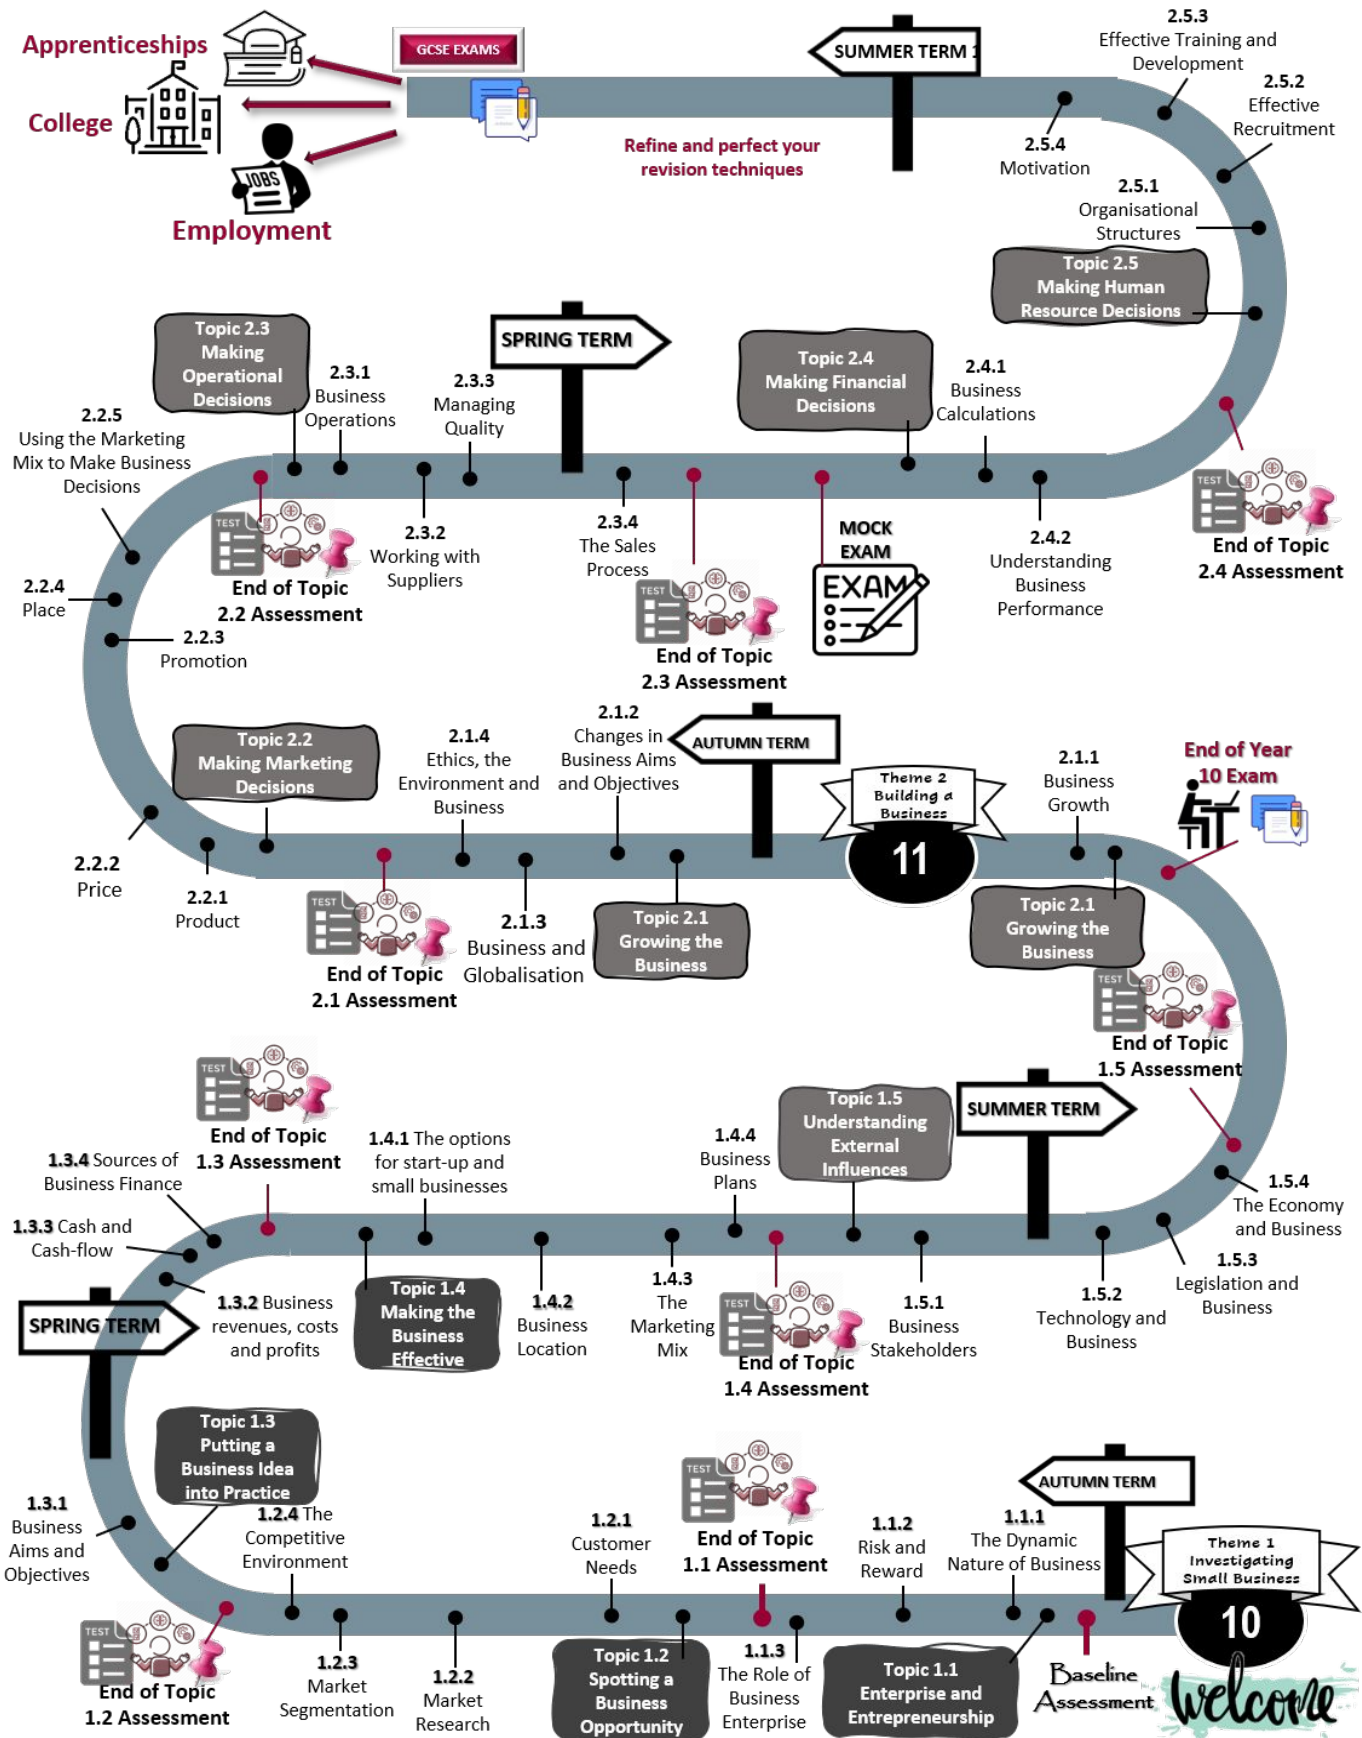 Apprenticeships
College
Employment
JOBS
GCSE EXAMS
Refine and perfect your
revision techniques
SUMMER TERM 1
2.5.4
Motivation
2.5.3
Effective Training and
Development
2.5.2
Effective
Recruitment
2.5.1
Organisational
Structures
Topic 2.5
Making Human
Resource Decisions
Topic 2.3
Making
Operational
Decisions
2.3.1
Business
Operations
2.3.3
Managing
Quality
SPRING TERM
Topic 2.4
Making Financial
Decisions
2.4.1
Business
Calculations
2.2.5
Using the Marketing
Mix to Make Business
Decisions
TEST
End of Topic
2.2 Assessment
2.3.2
Working with
Suppliers
2.3.4
The Sales
Process
TEST
End of Topic
2.3 Assessment
MOCK
EXAM
EXAM
2.4.2
Understanding
Business
Performance
TEST
End of Topic
2.4 Assessment
2.2.4
Place
2.2.3
Promotion
Topic 2.2
Making Marketing
Decisions
2.1.4
Ethics, the
Environment and
Business
2.1.2
Changes in
Business Aims
and Objectives
AUTUMN TERM
Theme 2
Building a
Business
11
2.1.1
Business
Growth
End of Year
10 Exam
2.2.2
Price
2.2.1
Product
TEST
End of Topic
2.1 Assessment
2.1.3
Business and
Globalisation
Topic 2.1
Growing the
Business
Topic 2.1
Growing the
Business
TEST
End of Topic
1.5 Assessment
TEST
End of Topic
1.3 Assessment
1.3.4 Sources of
Business Finance
1.3.3 Cash and
Cash-flow
1.4.1 The options
for start-up and
small businesses
1.4.4
Business
Plans
Topic 1.5
Understanding
External
Influences
SUMMER TERM
1.5.4
The Economy
and Business
SPRING TERM
1.3.2 Business
revenues, costs
and profits
Topic 1.4
Making the
Business
Effective
1.4.2
Business
Location
1.4.3
The
Marketing
Mix
TEST
End of Topic
1.4 Assessment
1.5.1
Business
Stakeholders
1.5.2
Technology and
Business
1.5.3
Legislation and
Business
Topic 1.3
Putting a
Business Idea
into Practice
1.3.1
Business
Aims and
Objectives
1.2.4 The
Competitive
Environment
1.2.1
Customer
Needs
TEST
End of Topic
1.1 Assessment
1.1.2
Risk and
Reward
1.1.1
The Dynamic
Nature of Business
AUTUMN TERM
Theme 1
Investigating
Small Business
10
TEST
End of Topic
1.2 Assessment
1.2.3
Market
Segmentation
1.2.2
Market
Research
Topic 1.2
Spotting a
Business
Opportunity
1.1.3
The Role of
Business
Enterprise
Topic 1.1
Enterprise and
Entrepreneurship
Baseline
Assessment
Welcome